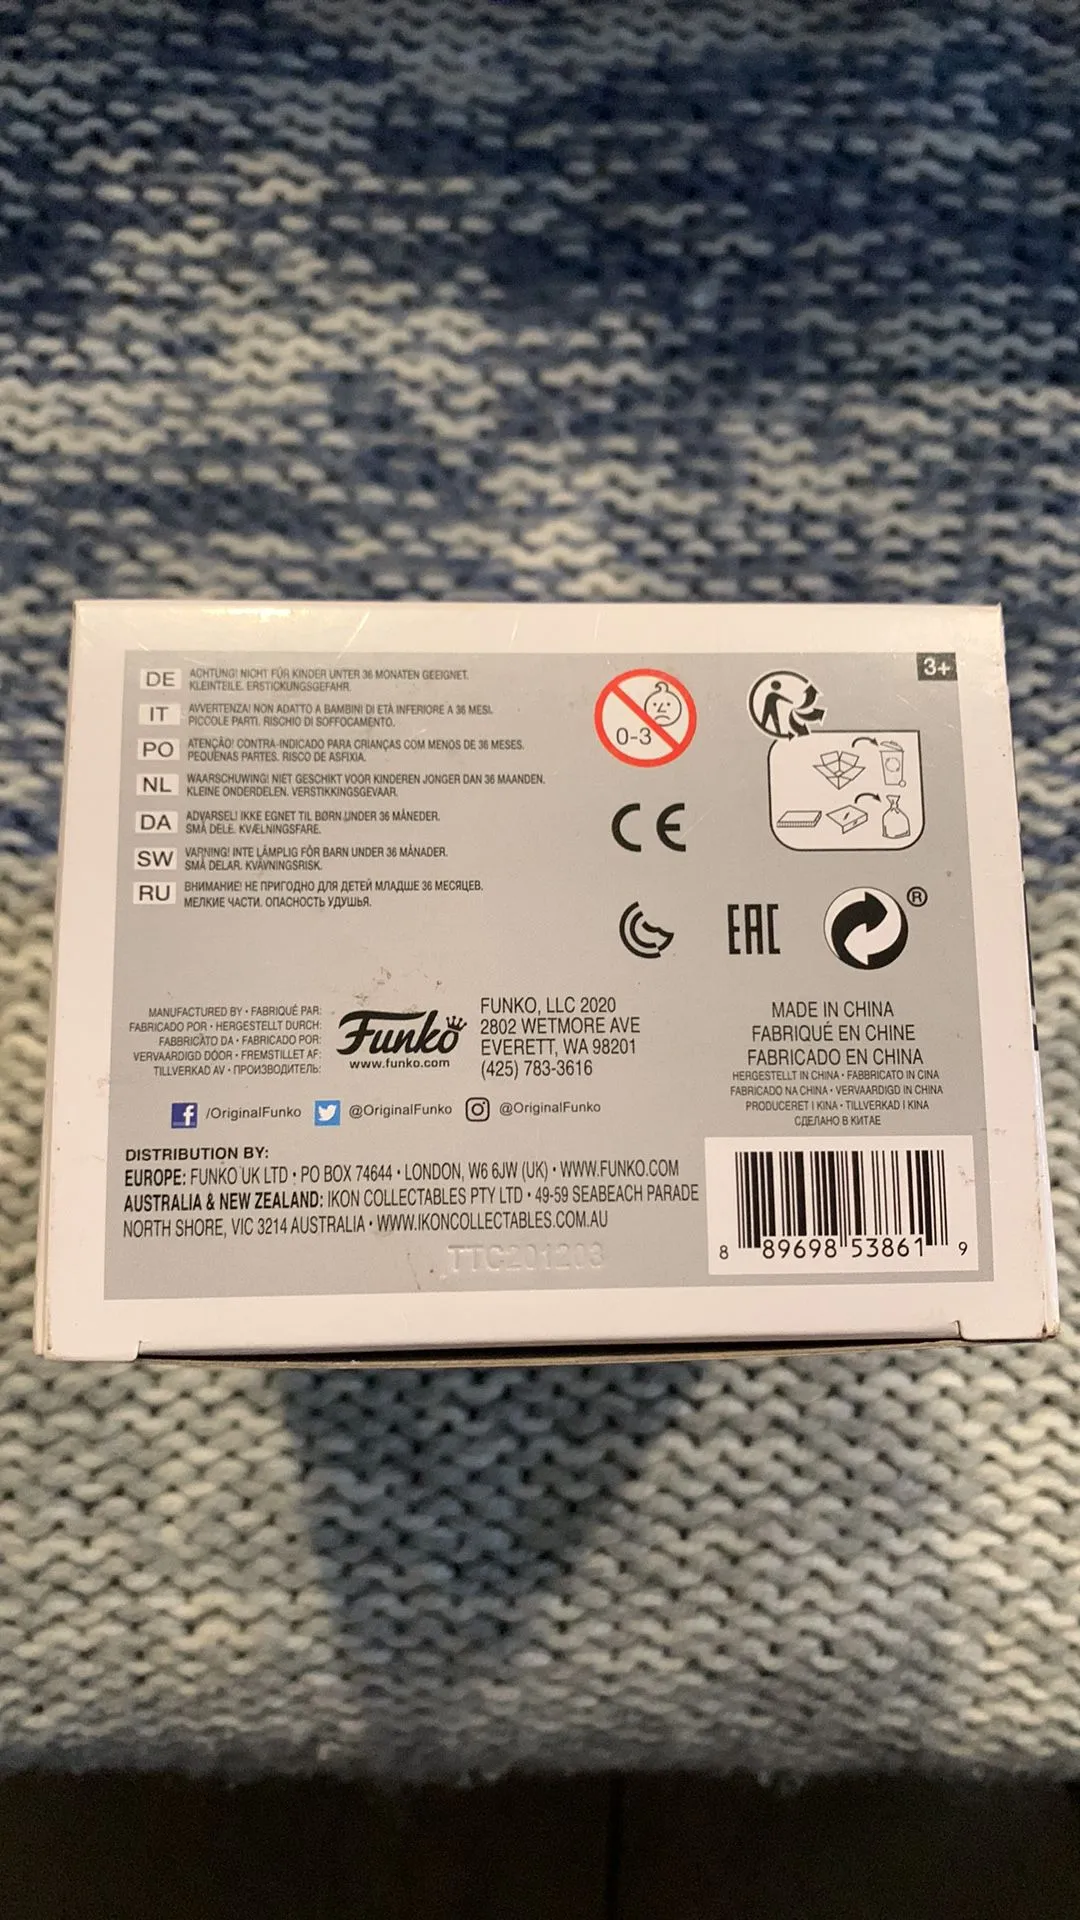 3+
DE ACHTUNG! NICHT FÜR KINDER UNTER 36 MONATEN GEEIGNET.
KLEINTEILE. ERSTICKUNGSGEFAHR.
IT AVVERTENZA! NON ADATTO A BAMBINI DI ETÀ INFERIORE A 36 MESI.
PICCOLE PARTI. RISCHIO DI SOFFOCAMENTO.
PO ATENÇÃO! CONTRA-INDICADO PARA CRIANÇAS COM MENOS DE 36 MESES.
PEQUENAS PARTES. RISCO DE ASFIXIA.
NL WAARSCHUWING! NIET GESCHIKT VOOR KINDEREN JONGER DAN 36 MAANDEN.
KLEINE ONDERDELEN. VERSTIKKINGSGEVAAR.
DA ADVARSEL! IKKE EGNET TIL BØRN UNDER 36 MÅNEDER.
SMÅ DELE. KVÆLNINGSFARE.
SW VARNING! INTE LÄMPLIG FÖR BARN UNDER 36 MÅNADER.
SMÅ DELAR. KVÄVNINGSRISK.
RU ВНИМАНИЕ! НЕ ПРИГОДНО ДЛЯ ДЕТЕЙ МЛАДШЕ 36 МЕСЯЦЕВ.
МЕЛКИЕ ЧАСТИ. ОПАСНОСТЬ УДУШЬЯ.
0-3
CE
EAC
®
MANUFACTURED BY • FABRIQUÉ PAR:
FABRICADO POR • HERGESTELLT DURCH:
FABBRICATO DA • FABRICADO POR:
VERVAARDIGD DOOR • FREMSTILLET AF:
TILLVERKAD AV • ПРОИЗВОДИТЕЛЬ:
Funko
www.funko.com
FUNKO, LLC 2020
2802 WETMORE AVE
EVERETT, WA 98201
(425) 783-3616
MADE IN CHINA
FABRIQUÉ EN CHINE
FABRICADO EN CHINA
HERGESTELLT IN CHINA • FABBRICATO IN CINA
FABRICADO NA CHINA • VERVAARDIGD IN CHINA
PRODUCERET I KINA • TILLVERKAD I KINA
СДЕЛАНО В КИТАЕ
f /OriginalFunko @OriginalFunko @OriginalFunko
DISTRIBUTION BY:
EUROPE: FUNKO UK LTD • PO BOX 74644 • LONDON, W6 6JW (UK) • WWW.FUNKO.COM
AUSTRALIA & NEW ZEALAND: IKON COLLECTABLES PTY LTD • 49-59 SEABEACH PARADE
NORTH SHORE, VIC 3214 AUSTRALIA • WWW.IKONCOLLECTABLES.COM.AU
TTC201203
8 89698 53861 9